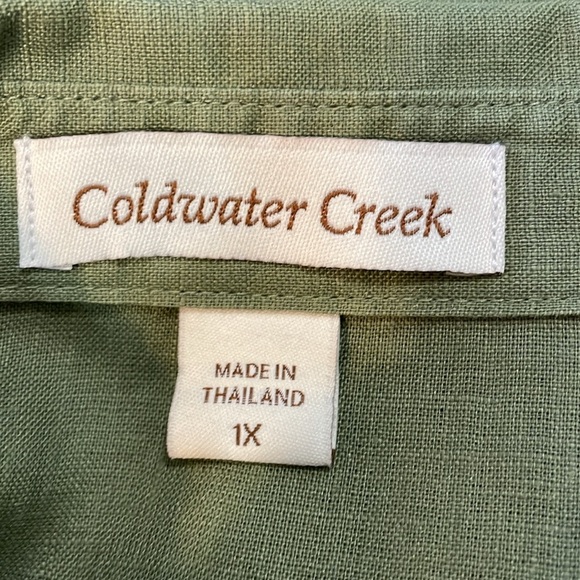 Coldwater Creek
MADE IN
THAILAND
1X